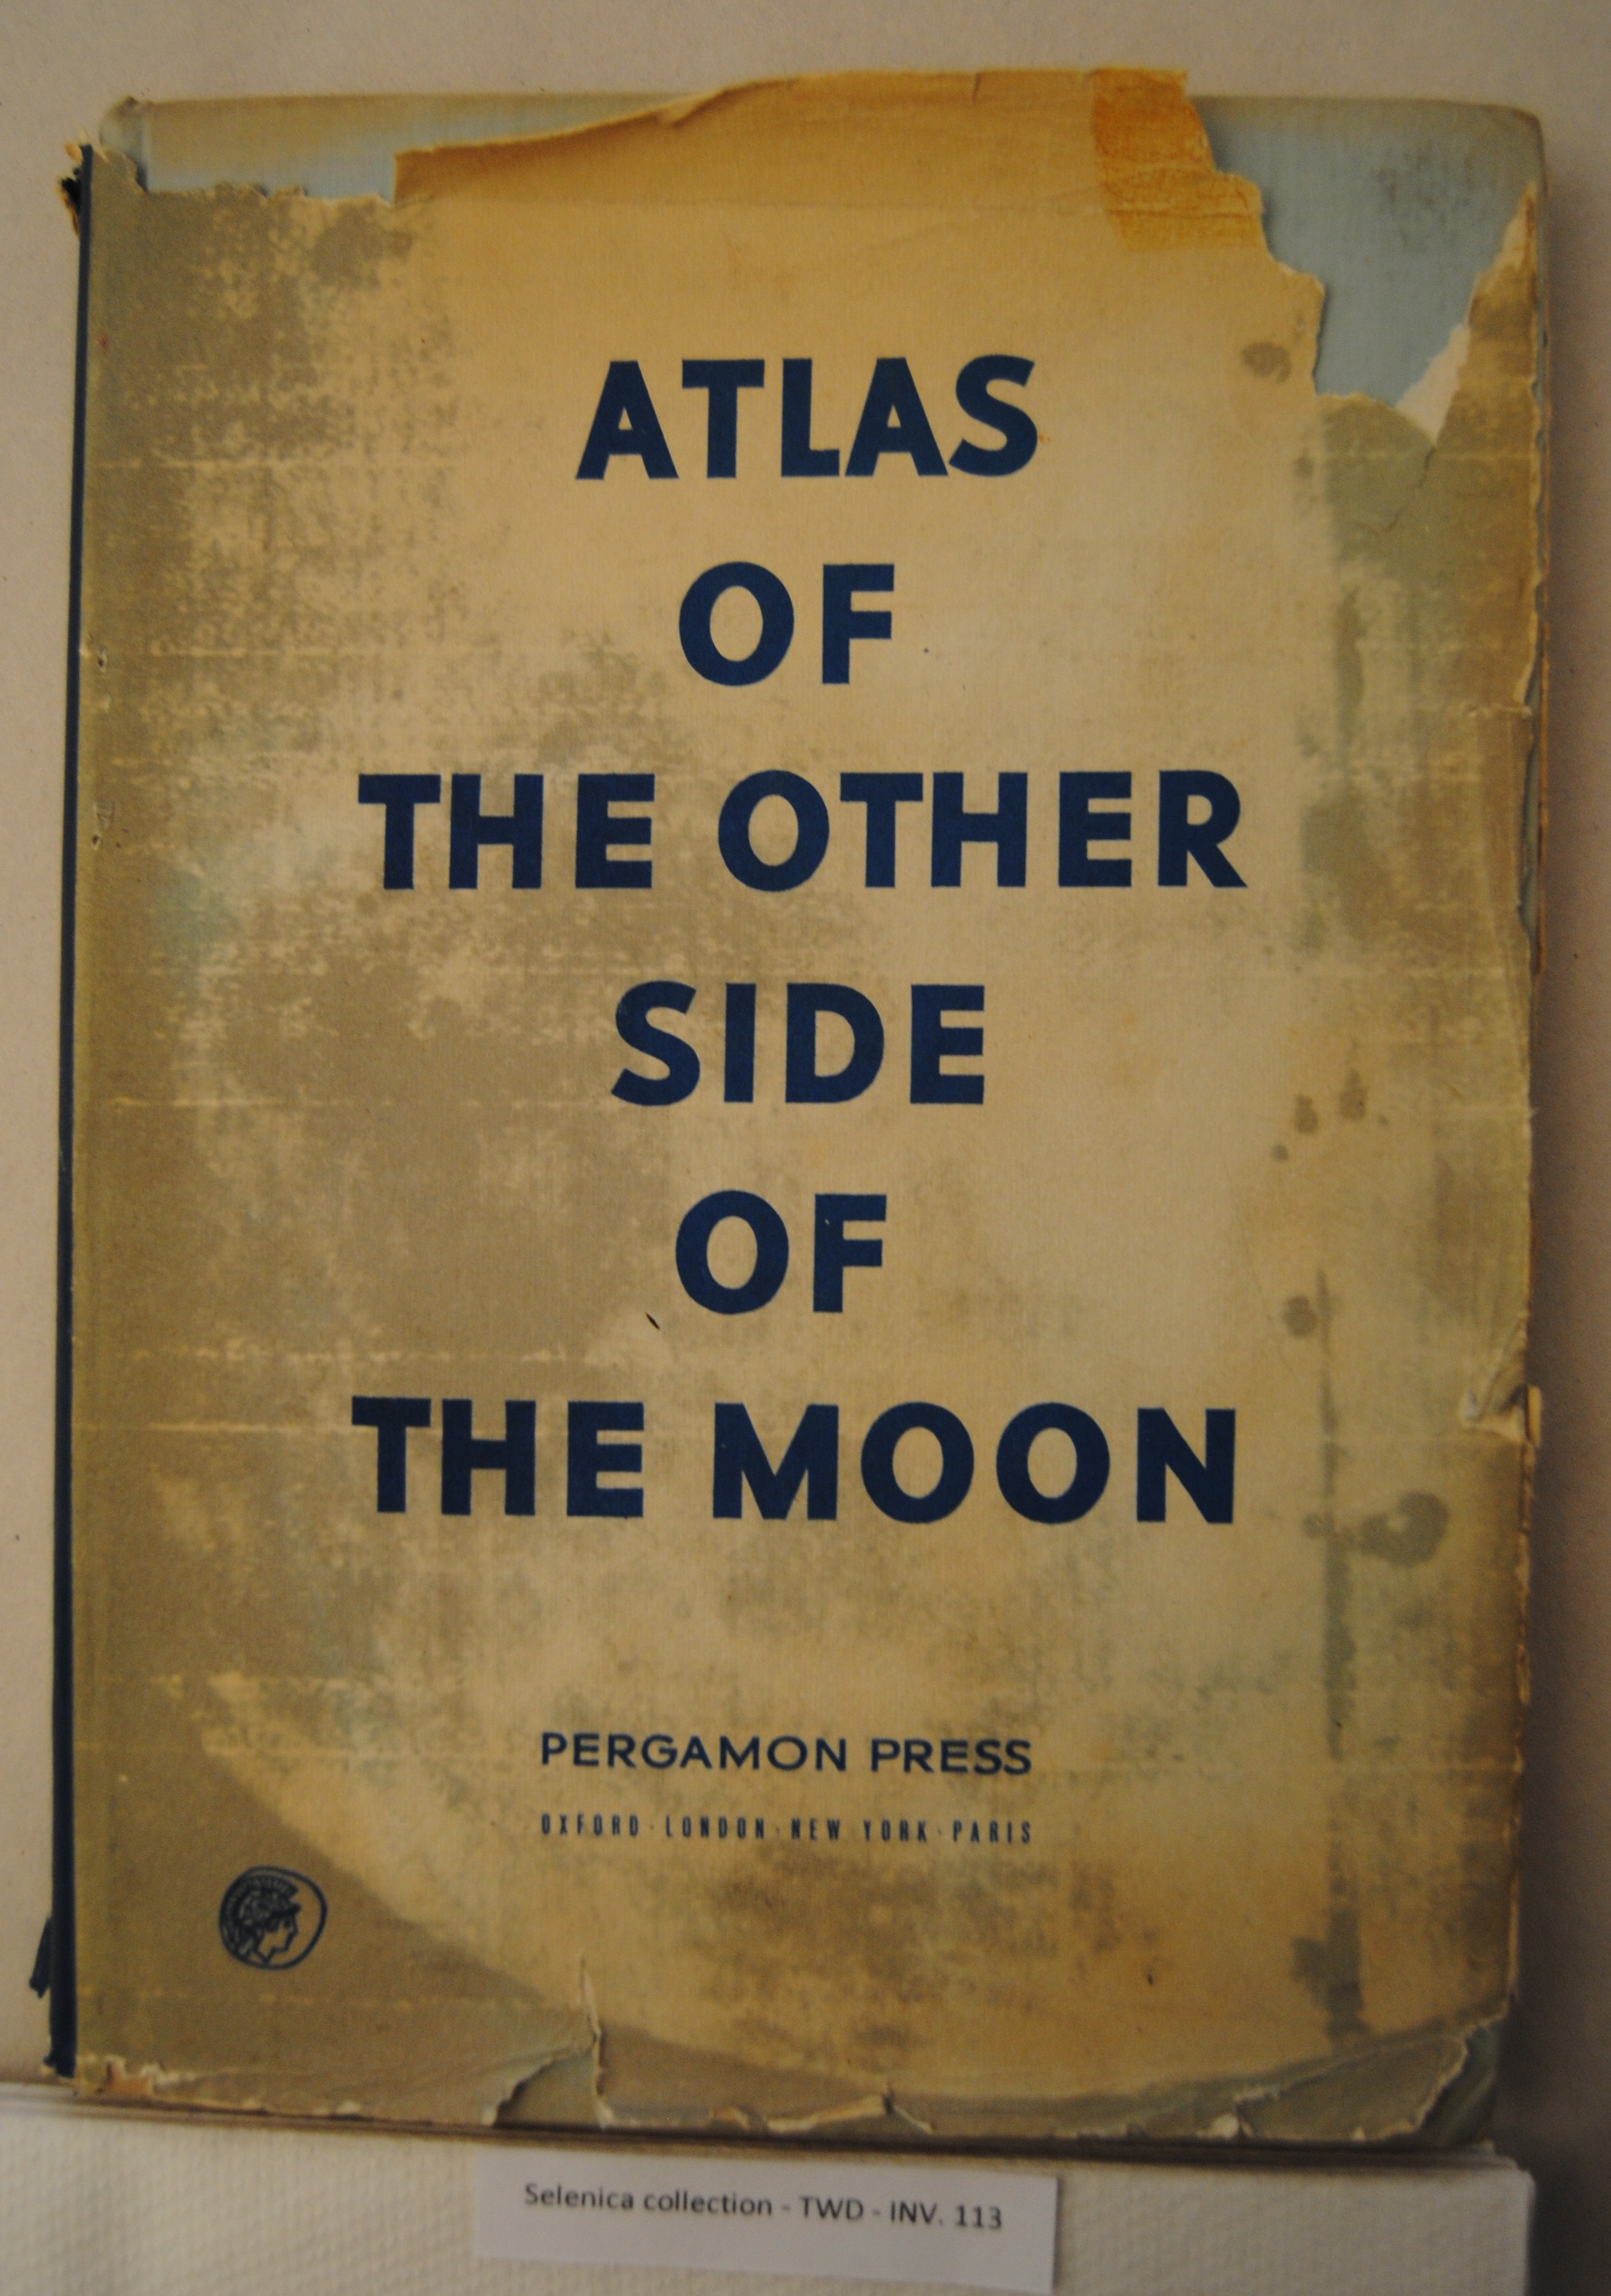 ATLAS
OF
THE OTHER
SIDE
OF
THE MOON
PERGAMON PRESS
OXFORD · LONDON · NEW YORK · PARIS
Selenica collection - TWD - INV. 113